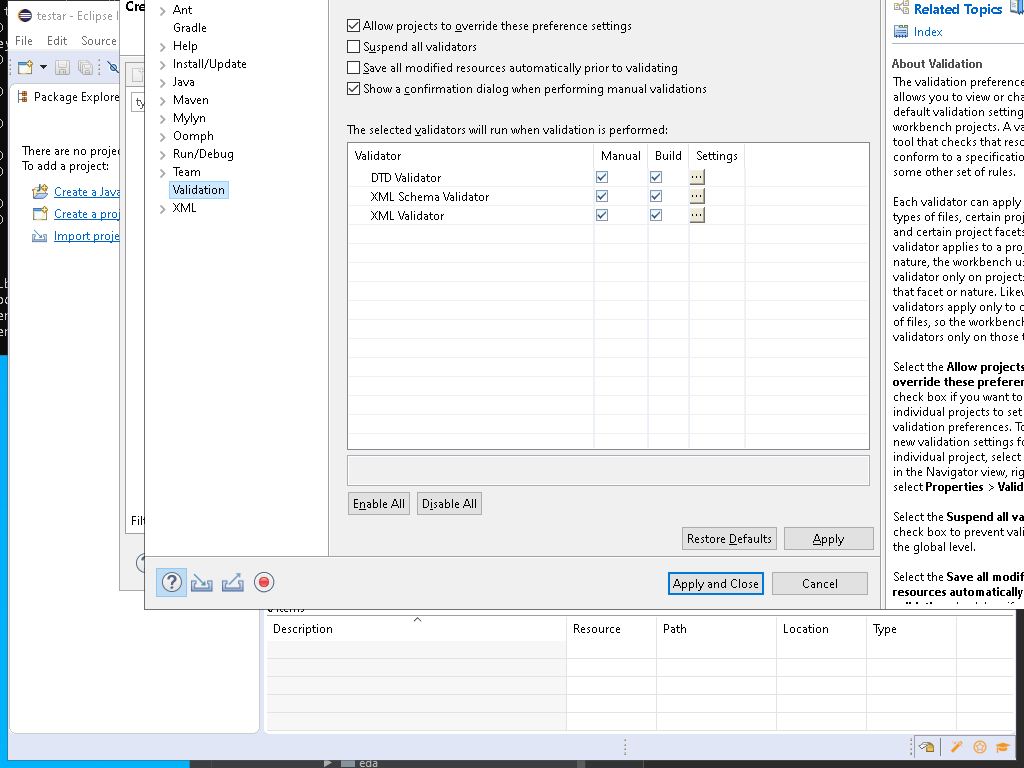 testar - Eclipse I
File Edit Source
Package Explore
There are no projec
To add a project:
Create a Java
Create a proj
Import proje
Cre
ty
Filt
Ant
Gradle
Help
Install/Update
Java
Maven
Mylyn
Oomph
Run/Debug
Team
Validation
XML
Allow projects to override these preference settings
Suspend all validators
Save all modified resources automatically prior to validating
Show a confirmation dialog when performing manual validations
The selected validators will run when validation is performed:
Validator Manual Build Settings
DTD Validator ...
XML Schema Validator ...
XML Validator ...
Enable All Disable All
Restore Defaults Apply
Apply and Close Cancel
Related Topics
Index
About Validation
The validation preference
allows you to view or cha
default validation setting
workbench projects. A va
tool that checks that reso
conform to a specificatio
some other set of rules.
Each validator can apply
types of files, certain proj
and certain project facets
validator applies to a proj
nature, the workbench u
validator only on project
that facet or nature. Likev
validators apply only to c
of files, so the workbench
validators only on those t
Select the Allow projects
override these preferer
check box if you want to
individual projects to set
validation preferences. To
new validation settings fo
individual project, select
in the Navigator view, rig
select Properties > Valid
Select the Suspend all va
check box to prevent vali
the global level.
Select the Save all modif
resources automatically
items
Description Resource Path Location Type
eda